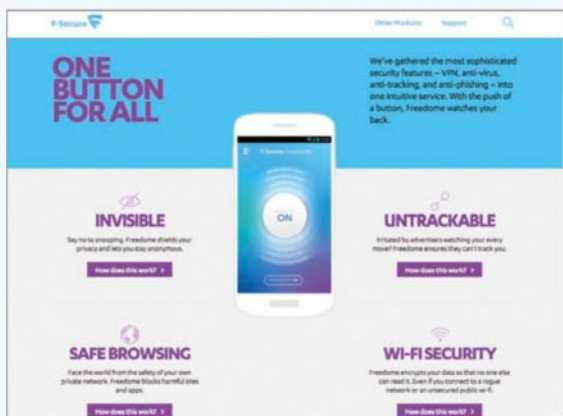 F-Secure
Other Products Support
ONE
BUTTON
FOR ALL
We've gathered the most sophisticated
security features – VPN, anti-virus,
anti-tracking, and anti-phishing – into
one intuitive service. With the push of
a button, Freedome watches your
back.
F-Secure Freedome
ON
INVISIBLE
Say no to snooping. Freedome shields your
privacy and lets you stay anonymous.
How does this work? >
UNTRACKABLE
Irritated by advertisers watching your every
move? Freedome ensures they can't track you.
How does this work? >
SAFE BROWSING
Face the world from the safety of your own
private network. Freedome blocks harmful sites
and apps.
How does this work? >
WI-FI SECURITY
Freedome encrypts your data so that no one else
can read it. Even if you connect to a rogue
network or an unsecured public wi-fi.
How does this work? >